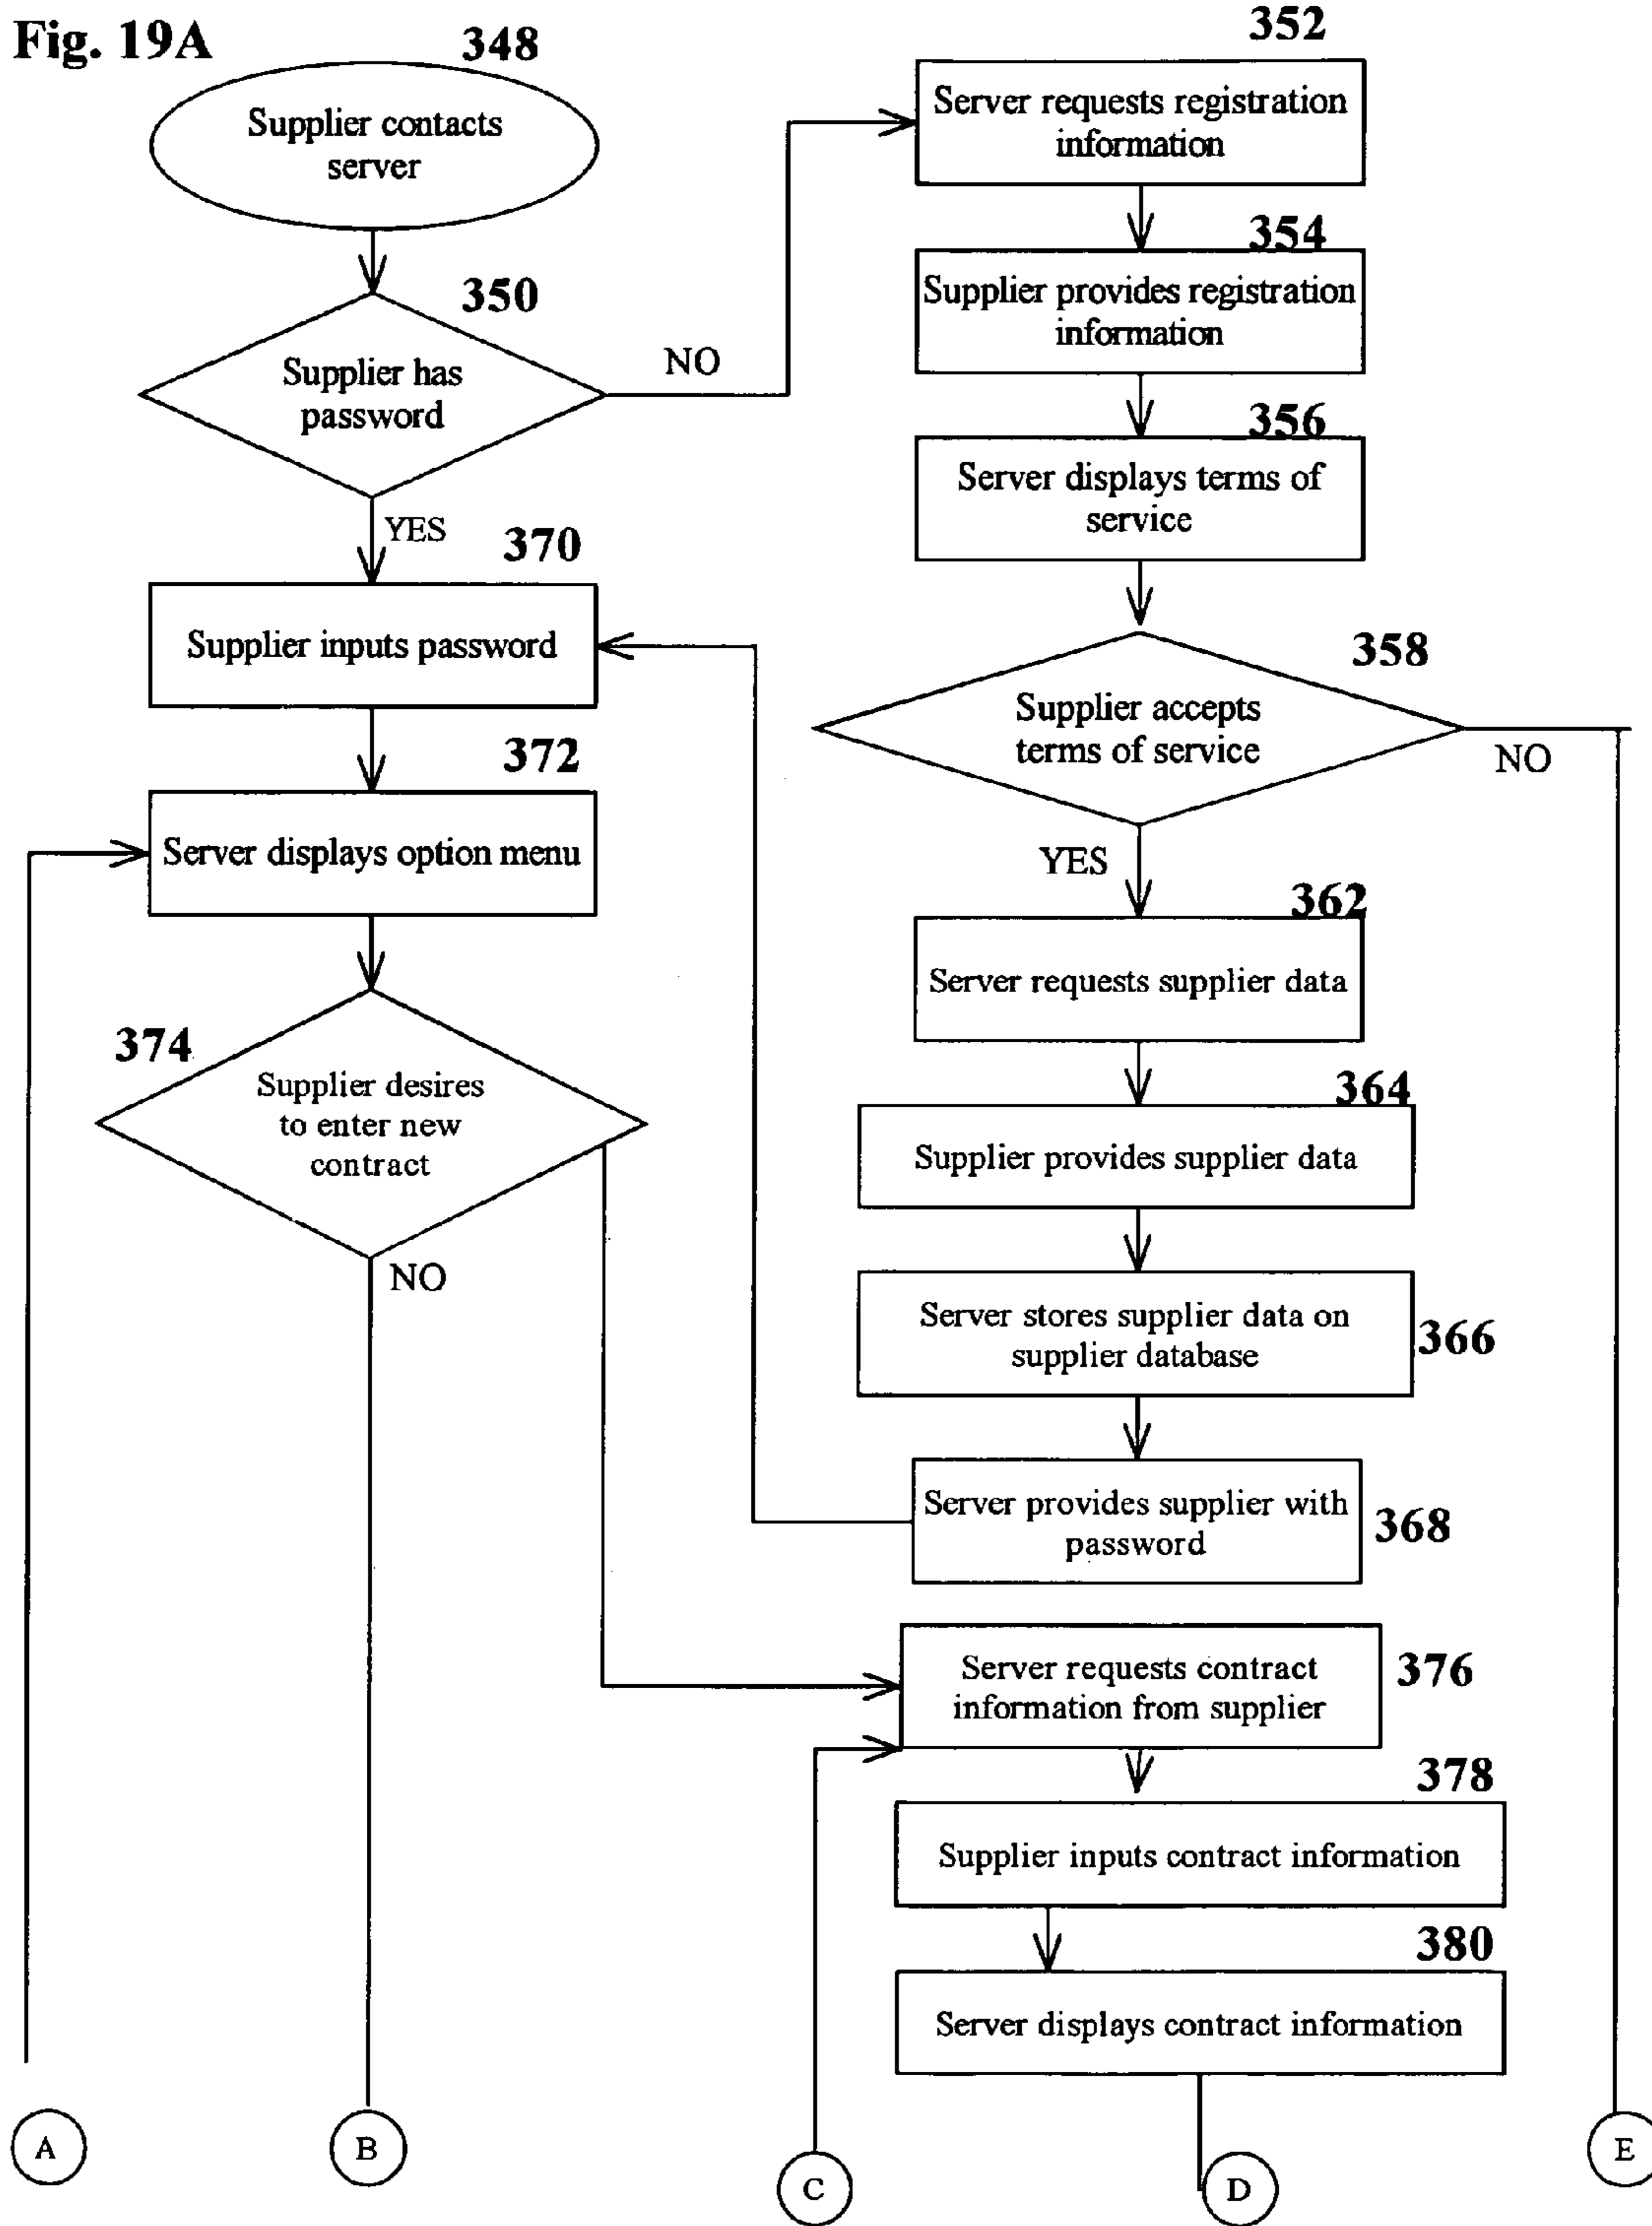 Fig. 19A
348
Supplier contacts
server
350
Supplier has
password
NO
YES
352
Server requests registration
information
354
Supplier provides registration
information
356
Server displays terms of
service
358
Supplier accepts
terms of service
NO
YES
370
Supplier inputs password
372
Server displays option menu
374
Supplier desires
to enter new
contract
NO
362
Server requests supplier data
364
Supplier provides supplier data
Server stores supplier data on
supplier database
366
Server provides supplier with
password
368
Server requests contract
information from supplier
376
378
Supplier inputs contract information
380
Server displays contract information
A
B
C
D
E